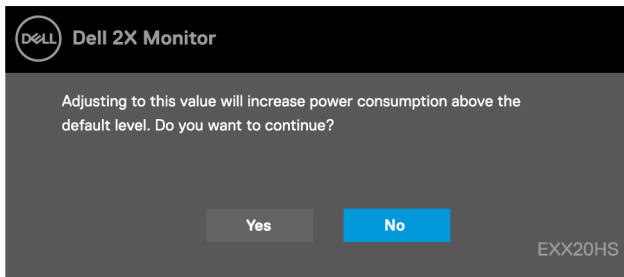 DELL Dell 2X Monitor
Adjusting to this value will increase power consumption above the
default level. Do you want to continue?
Yes No
EXX20HS